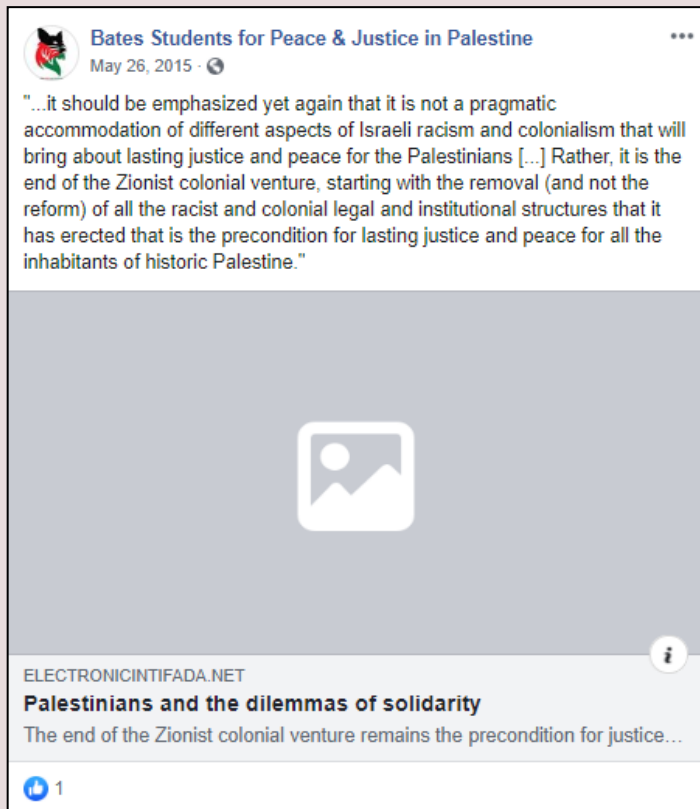 Bates Students for Peace & Justice in Palestine
May 26, 2015 ·
"...it should be emphasized yet again that it is not a pragmatic
accommodation of different aspects of Israeli racism and colonialism that will
bring about lasting justice and peace for the Palestinians [...] Rather, it is the
end of the Zionist colonial venture, starting with the removal (and not the
reform) of all the racist and colonial legal and institutional structures that it
has erected that is the precondition for lasting justice and peace for all the
inhabitants of historic Palestine."
i
ELECTRONICINTIFADA.NET
Palestinians and the dilemmas of solidarity
The end of the Zionist colonial venture remains the precondition for justice...
1